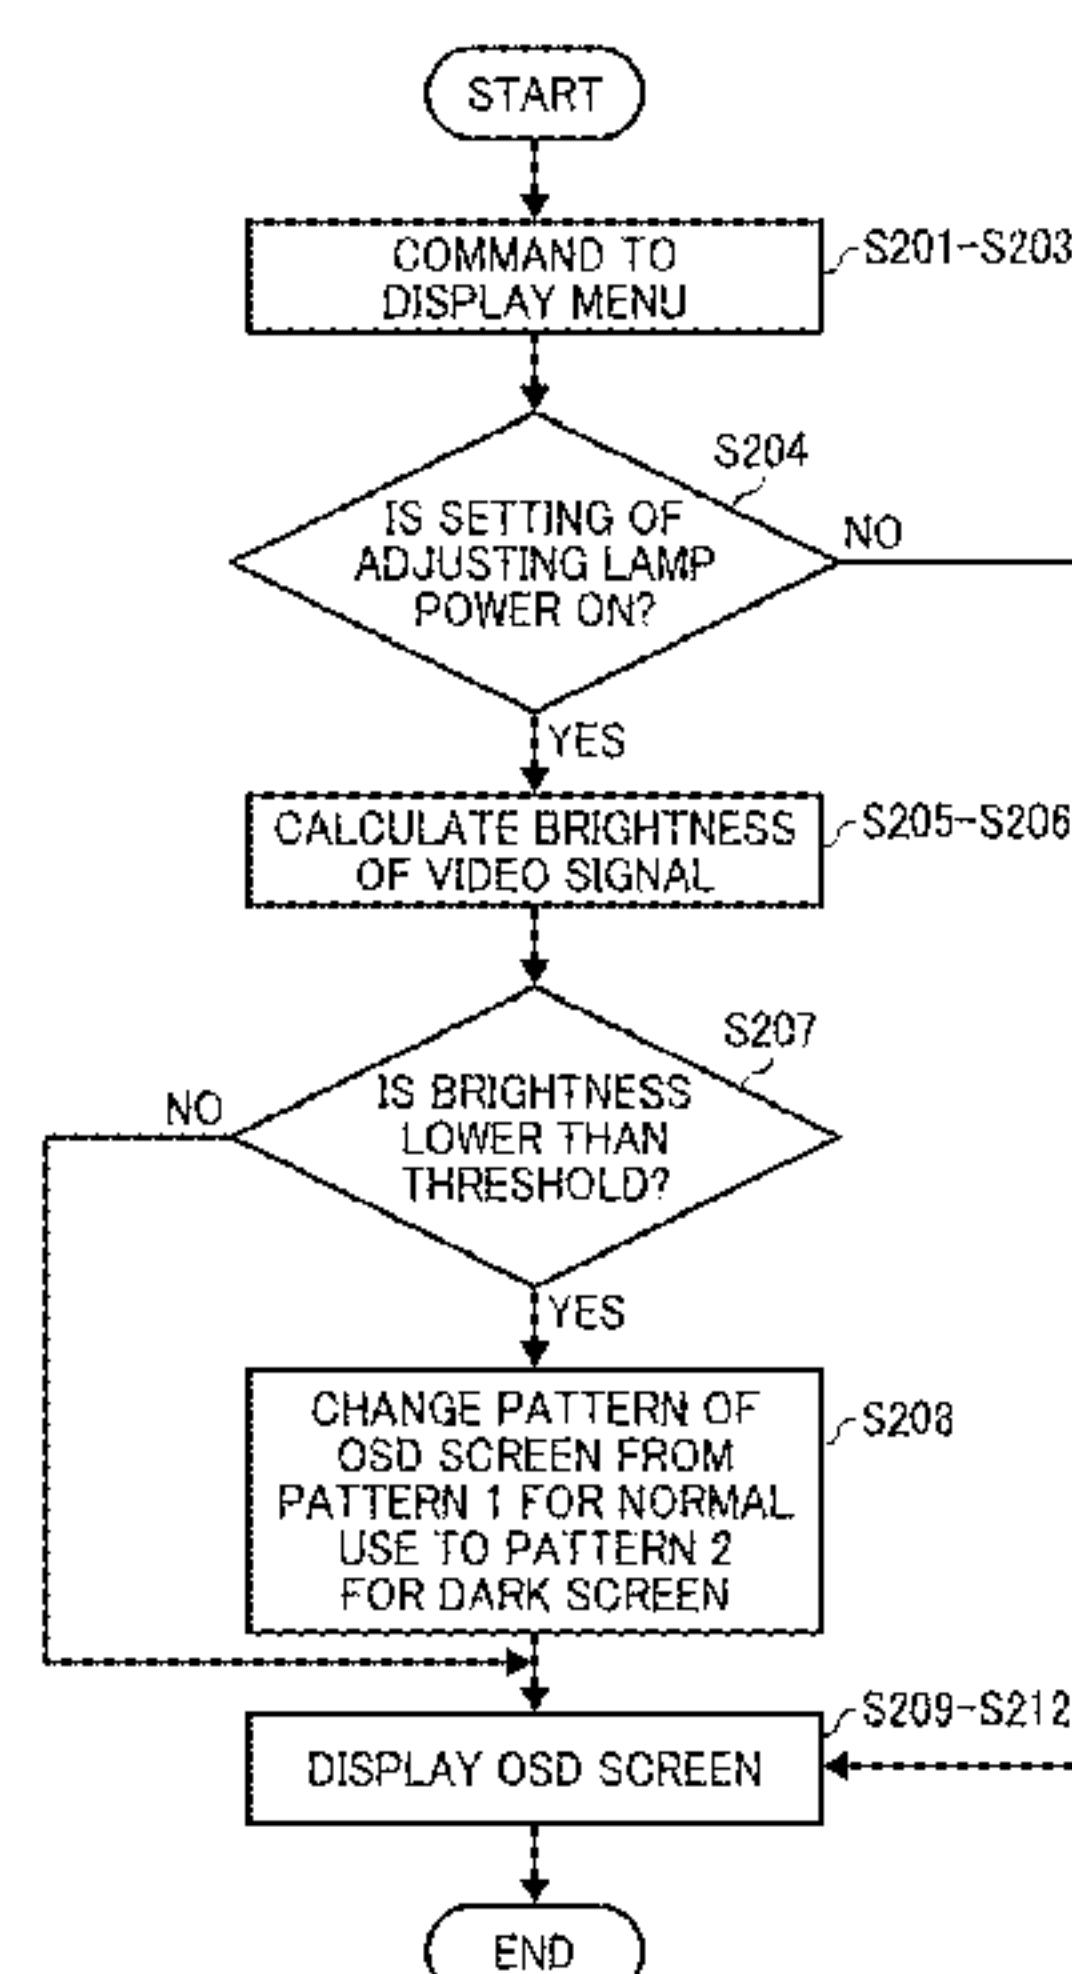 START
COMMAND TO
DISPLAY MENU
S201-S203
S204
IS SETTING OF
ADJUSTING LAMP
POWER ON?
NO
YES
CALCULATE BRIGHTNESS
OF VIDEO SIGNAL
S205-S206
S207
IS BRIGHTNESS
LOWER THAN
THRESHOLD?
NO
YES
CHANGE PATTERN OF
OSD SCREEN FROM
PATTERN 1 FOR NORMAL
USE TO PATTERN 2
FOR DARK SCREEN
S208
S209-S212
DISPLAY OSD SCREEN
END